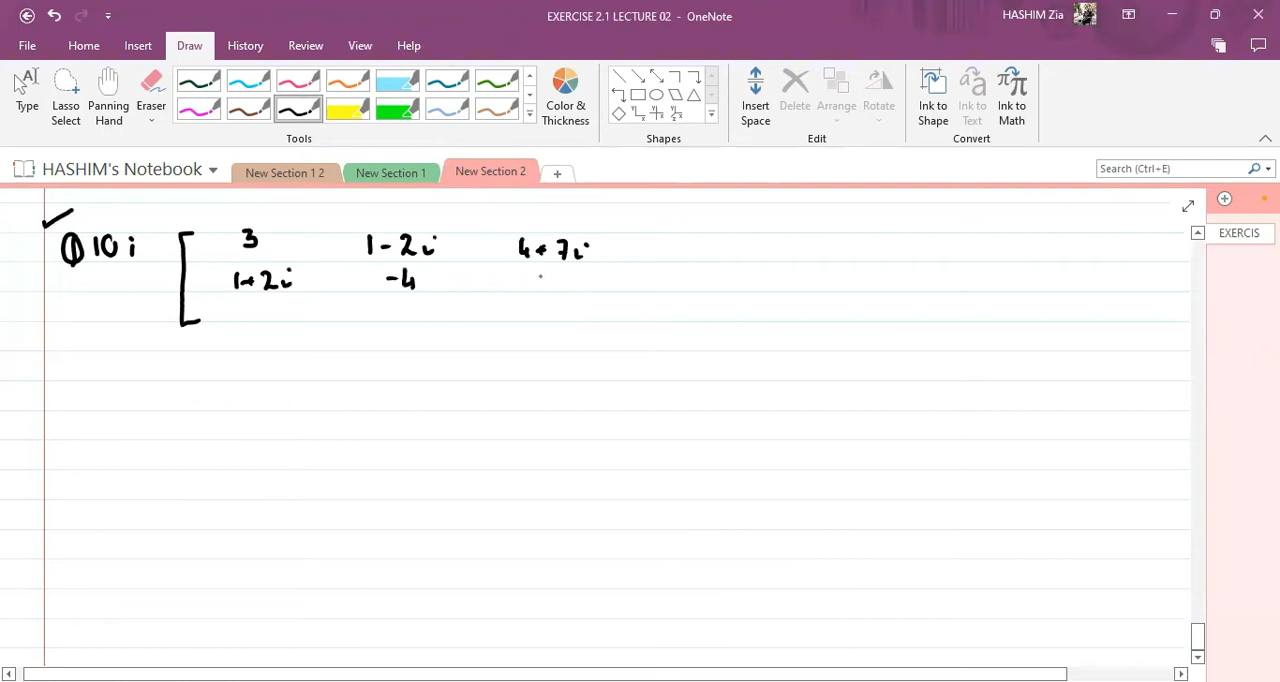 EXERCISE 2.1 LECTURE 02 - OneNote
HASHIM Zia
File Home Insert Draw History Review View Help
Type Lasso Select Panning Hand Eraser
Tools
Color & Thickness
Shapes
Insert Space Delete Arrange Rotate
Edit
Ink to Shape Ink to Text Ink to Math
Convert
HASHIM's Notebook New Section 1 2 New Section 1 New Section 2 Search (Ctrl+E)
EXERCIS
Q 10 i [ 3 1-2i 4+7i
1+2i -4